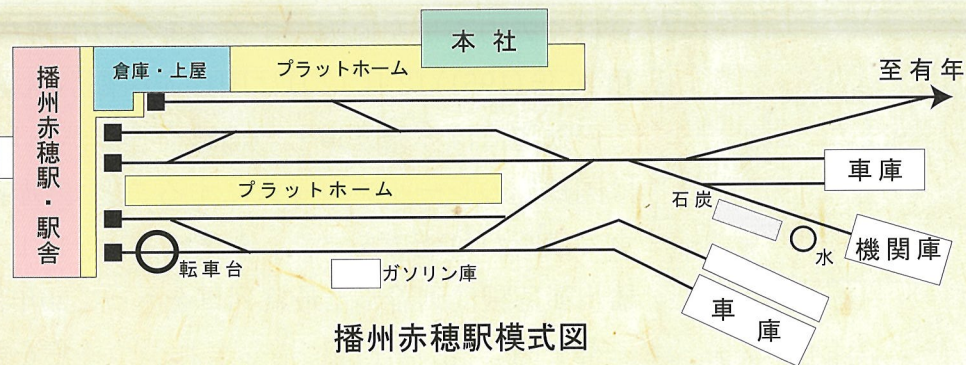 本社
倉庫・上屋
プラットホーム
至有年
播州赤穂駅・駅舎
車庫
プラットホーム
石炭
水
機関庫
転車台
ガソリン庫
車庫
播州赤穂駅模式図